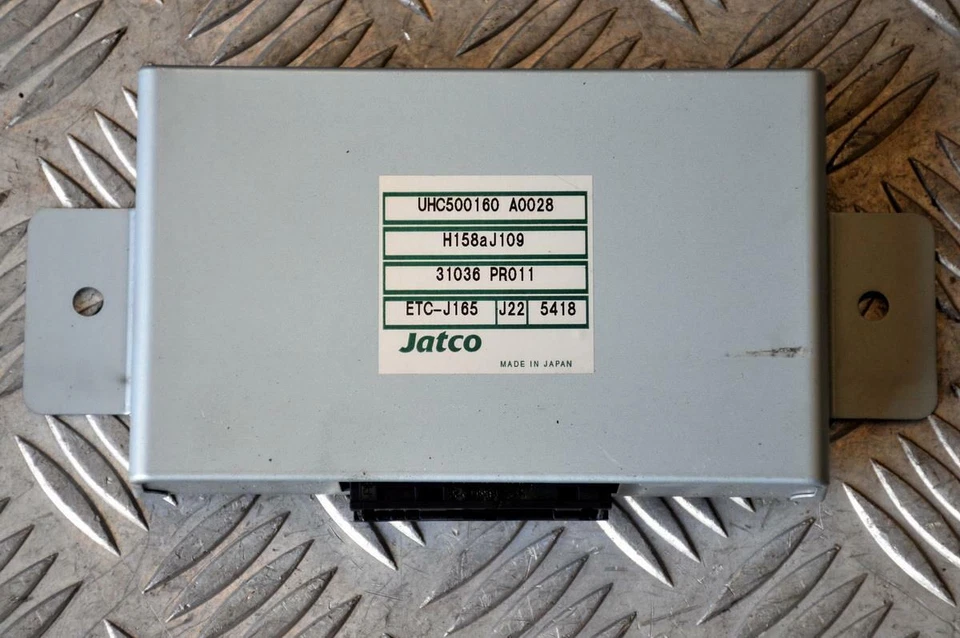 UHC500160 A0028
H158aJ109
31036 PR011
ETC-J165 J22 5418
Jatco
MADE IN JAPAN